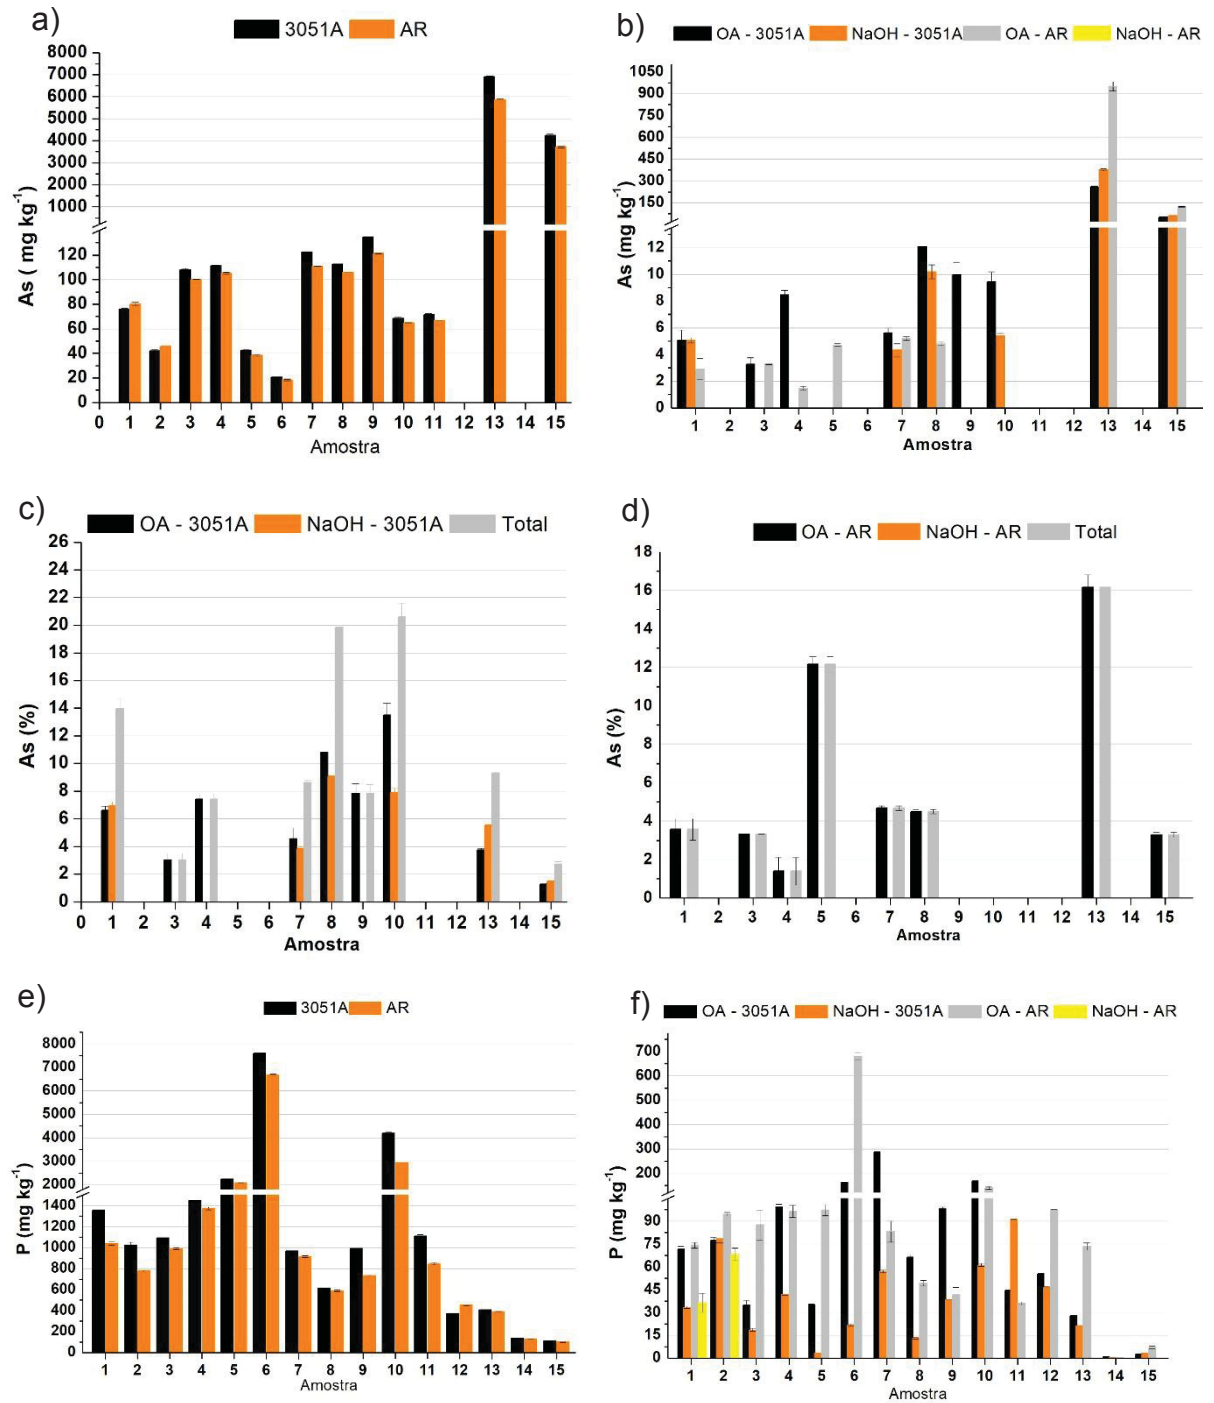 a)
3051A AR
8000
7000
6000
5000
4000
3000
2000
1000
120
100
80
60
40
20
0
As ( mg kg-1)
0 1 2 3 4 5 6 7 8 9 10 11 12 13 14 15
Amostra
b)
OA - 3051A NaOH - 3051A OA - AR NaOH - AR
1050
900
750
600
450
300
150
12
10
8
6
4
2
0
As (mg kg-1)
1 2 3 4 5 6 7 8 9 10 11 12 13 14 15
Amostra
c)
OA - 3051A NaOH - 3051A Total
26
24
22
20
18
16
14
12
10
8
6
4
2
0
As (%)
0 1 2 3 4 5 6 7 8 9 10 11 12 13 14 15
Amostra
d)
OA - AR NaOH - AR Total
16
14
12
10
8
6
4
2
0
As (%)
1 2 3 4 5 6 7 8 9 10 11 12 13 14 15
Amostra
e)
3051A AR
8000
7000
6000
5000
4000
3000
2000
1400
1200
1000
800
600
400
200
0
P (mg kg-1)
1 2 3 4 5 6 7 8 9 10 11 12 13 14 15
Amostra
f)
OA - 3051A NaOH - 3051A OA - AR NaOH - AR
700
600
500
400
300
200
90
75
60
45
30
15
0
P (mg kg-1)
1 2 3 4 5 6 7 8 9 10 11 12 13 14 15
Amostra